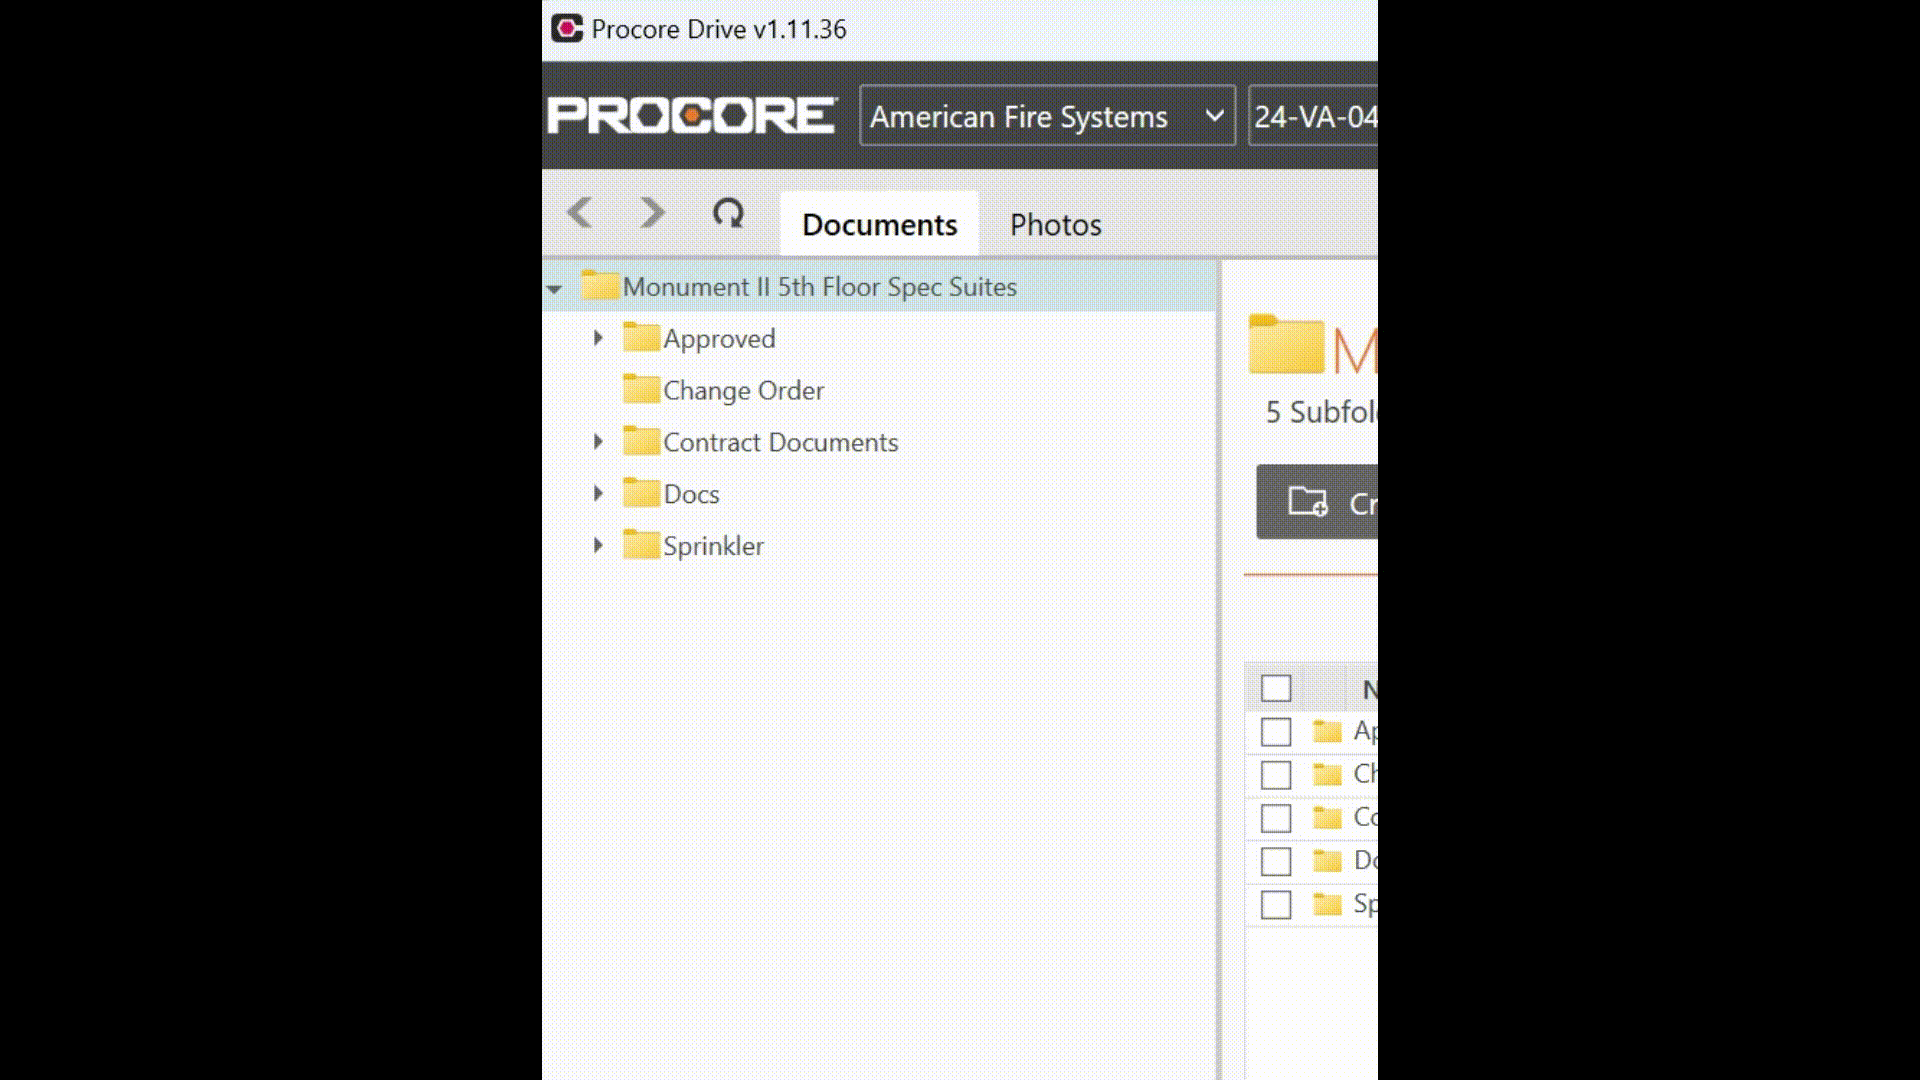 Procore Drive v1.11.36
PROCORE
American Fire Systems
24-VA-04
Documents
Photos
Monument II 5th Floor Spec Suites
Approved
Change Order
Contract Documents
Docs
Sprinkler
M
5 Subfol
Cr
N
Ap
Ch
Co
Do
Sp